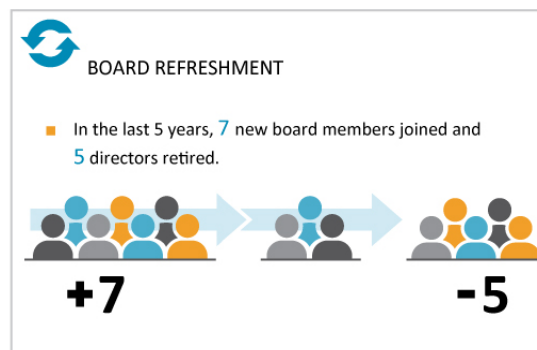 BOARD REFRESHMENT
In the last 5 years, 7 new board members joined and
5 directors retired.
+7
-5